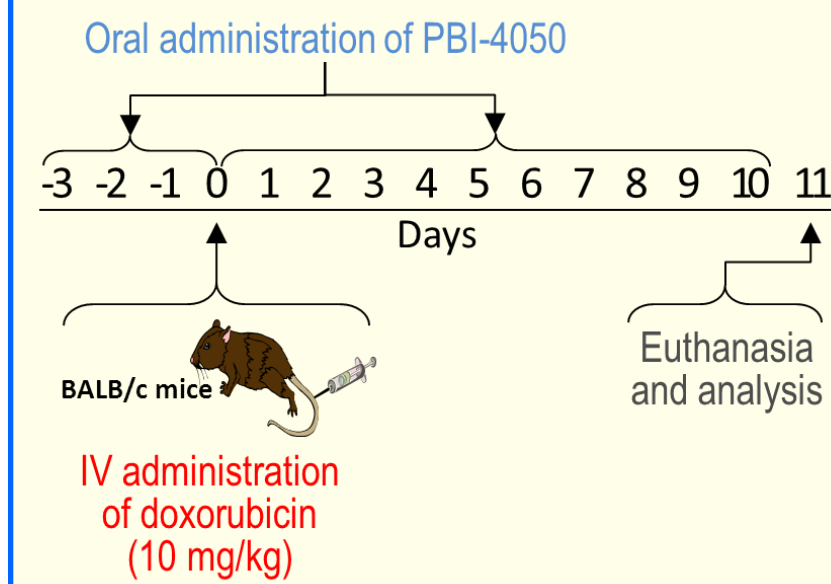 Oral administration of PBI-4050
-3 -2 -1 0 1 2 3 4 5 6 7 8 9 10 11
Days
BALB/c mice
IV administration
of doxorubicin
(10 mg/kg)
Euthanasia
and analysis